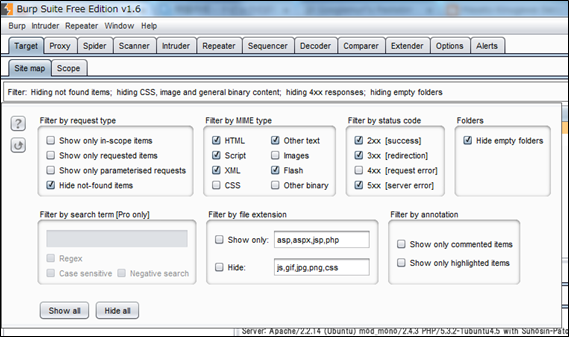 Burp Suite Free Edition v1.6
Burp Intruder Repeater Window Help
Target Proxy Spider Scanner Intruder Repeater Sequencer Decoder Comparer Extender Options Alerts
Site map Scope
Filter: Hiding not found items; hiding CSS, image and general binary content; hiding 4xx responses; hiding empty folders
Filter by request type
Show only in-scope items
Show only requested items
Show only parameterised requests
Hide not-found items
Filter by MIME type
HTML Other text
Script Images
XML Flash
CSS Other binary
Filter by status code
2xx [success]
3xx [redirection]
4xx [request error]
5xx [server error]
Folders
Hide empty folders
Filter by search term [Pro only]
Regex
Case sensitive Negative search
Filter by file extension
Show only: asp,aspx,jsp,php
Hide: js,gif,jpg,png,css
Filter by annotation
Show only commented items
Show only highlighted items
Show all Hide all
Server: Apache/2.2.14 (Ubuntu) mod_mono/2.4.3 PHP/5.3.2-1ubuntu4.5 with Suhosin-Patc